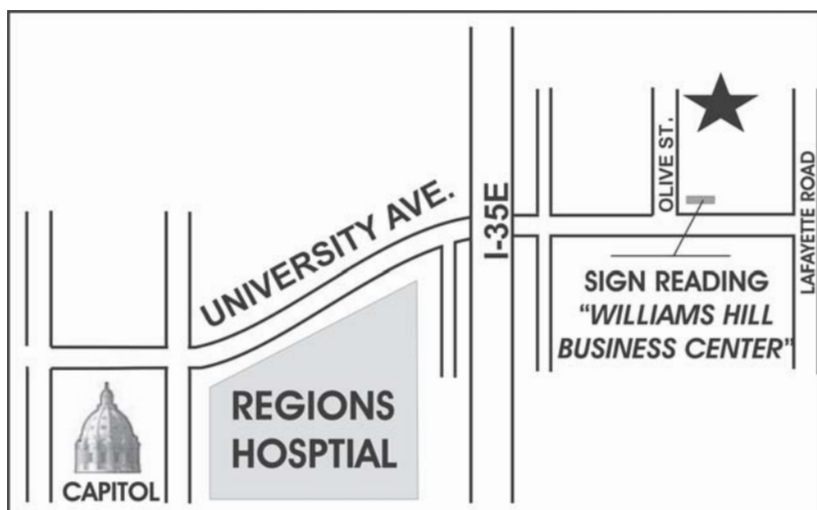 UNIVERSITY AVE.
I-35E
OLIVE ST.
LAFAYETTE ROAD
SIGN READING
“WILLIAMS HILL
BUSINESS CENTER”
REGIONS
HOSPTIAL
CAPITOL